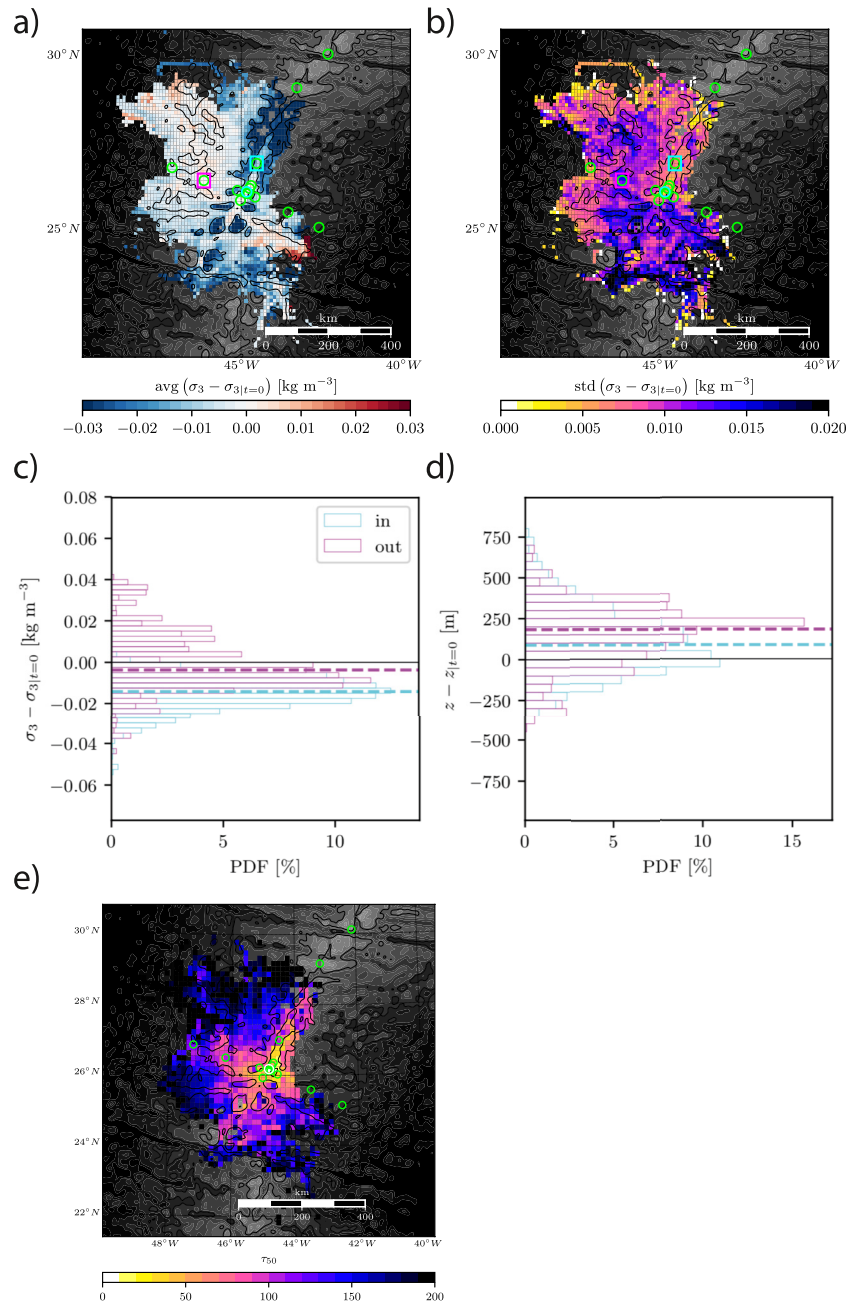 a)
b)
30°N
25°N
km
0 200 400
45°W 40°W
avg (σ₃ − σ₃|t=0) [kg m⁻³]
−0.03 −0.02 −0.01 0.00 0.01 0.02 0.03
30°N
25°N
km
0 200 400
45°W 40°W
std (σ₃ − σ₃|t=0) [kg m⁻³]
0.000 0.005 0.010 0.015 0.020
c)
0.08
0.06
0.04
0.02
0.00
−0.02
−0.04
−0.06
σ₃ − σ₃|t=0 [kg m⁻³]
in
out
0 5 10
PDF [%]
d)
750
500
250
0
−250
−500
−750
z − z|t=0 [m]
0 5 10 15
PDF [%]
e)
30°N
28°N
26°N
24°N
22°N
km
0 200 400
48°W 46°W 44°W 42°W 40°W
τ₅₀
0 50 100 150 200